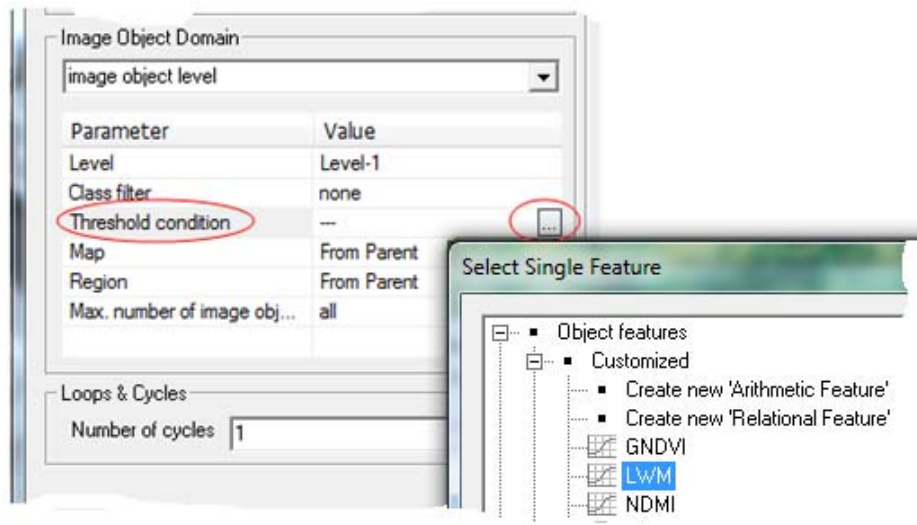 Image Object Domain
image object level
Parameter Value
Level Level-1
Class filter none
Threshold condition --- ...
Map From Parent
Region From Parent
Max. number of image obj... all
Loops & Cycles
Number of cycles 1
Select Single Feature
Object features
Customized
Create new 'Arithmetic Feature'
Create new 'Relational Feature'
GNDVI
LWM
NDMI